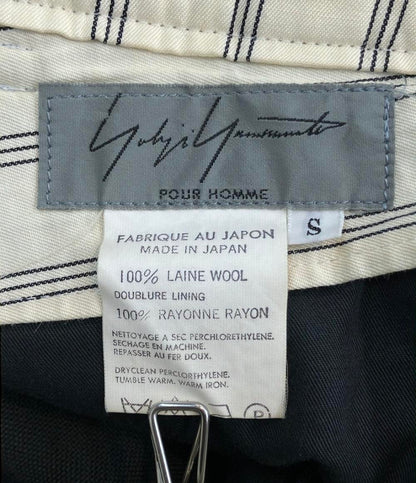 Yohji Yamamoto
POUR HOMME
S
FABRIQUE AU JAPON
MADE IN JAPAN
100% LAINE WOOL
DOUBLURE LINING
100% RAYONNE RAYON
NETTOYAGE A SEC PERCHLORETHYLENE.
SECHAGE EN MACHINE.
REPASSER AU FER DOUX.
DRYCLEAN PERCLORTHYLENE.
TUMBLE WARM. WARM IRON.
P